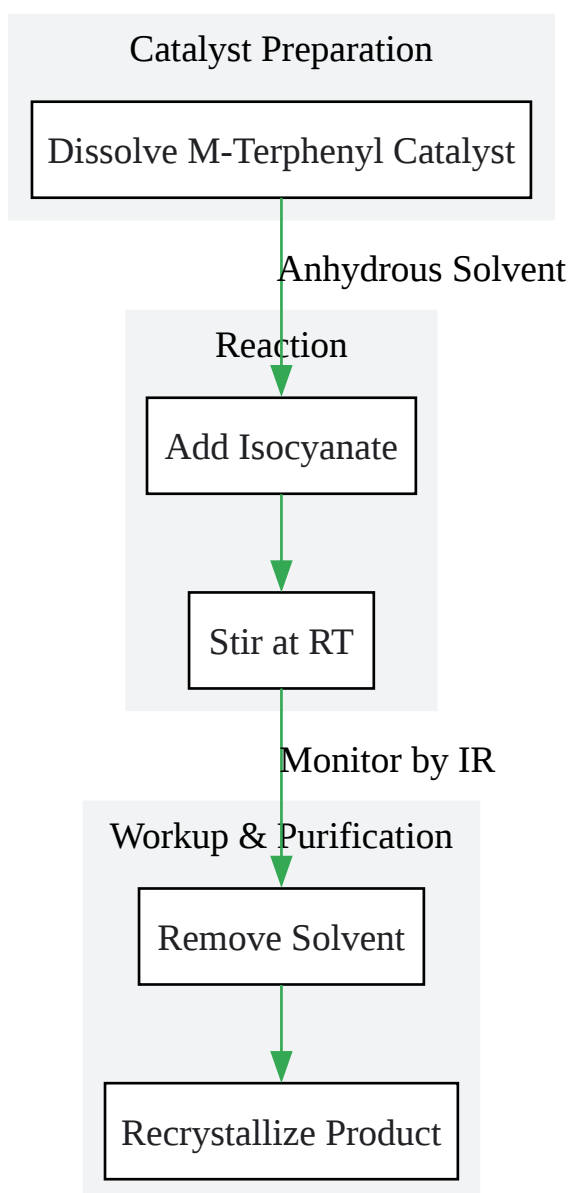 Catalyst Preparation
Dissolve M-Terphenyl Catalyst
Anhydrous Solvent
Reaction
Add Isocyanate
Stir at RT
Monitor by IR
Workup & Purification
Remove Solvent
Recrystallize Product